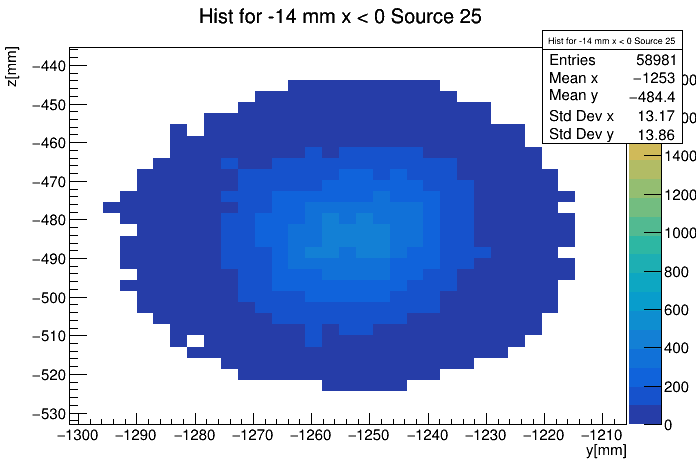 Hist for -14 mm x < 0 Source 25
z[mm]
Hist for -14 mm x < 0 Source 25
Entries 58981
Mean x −1253
Mean y −484.4
Std Dev x 13.17
Std Dev y 13.86
−440
−450
−460
−470
−480
−490
−500
−510
−520
−530
1400
1200
1000
800
600
400
200
0
−1300 −1290 −1280 −1270 −1260 −1250 −1240 −1230 −1220 −1210
y[mm]